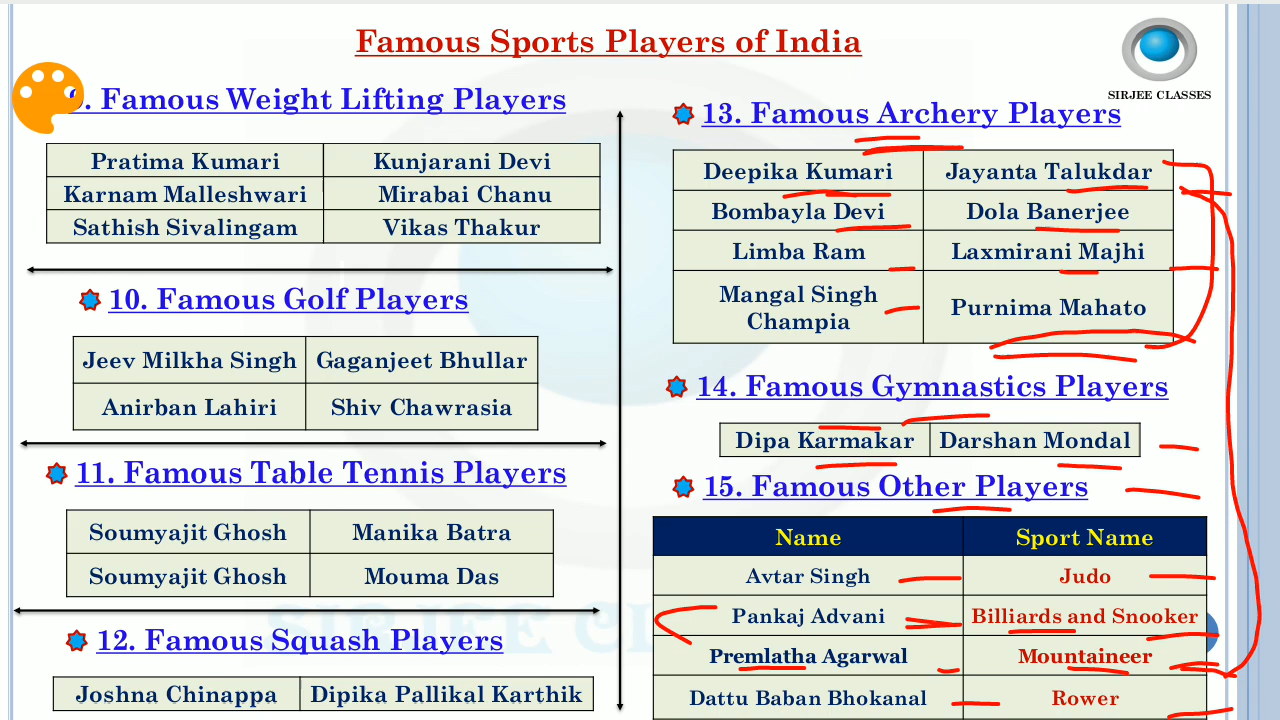 Famous Sports Players of India
SIRJEE CLASSES
. Famous Weight Lifting Players
Pratima Kumari Kunjarani Devi
Karnam Malleshwari Mirabai Chanu
Sathish Sivalingam Vikas Thakur
10. Famous Golf Players
Jeev Milkha Singh Gaganjeet Bhullar
Anirban Lahiri Shiv Chawrasia
11. Famous Table Tennis Players
Soumyajit Ghosh Manika Batra
Soumyajit Ghosh Mouma Das
12. Famous Squash Players
Joshna Chinappa Dipika Pallikal Karthik
13. Famous Archery Players
Deepika Kumari Jayanta Talukdar
Bombayla Devi Dola Banerjee
Limba Ram Laxmirani Majhi
Mangal Singh
Champia Purnima Mahato
14. Famous Gymnastics Players
Dipa Karmakar Darshan Mondal
15. Famous Other Players
Name Sport Name
Avtar Singh Judo
Pankaj Advani Billiards and Snooker
Premlatha Agarwal Mountaineer
Dattu Baban Bhokanal Rower